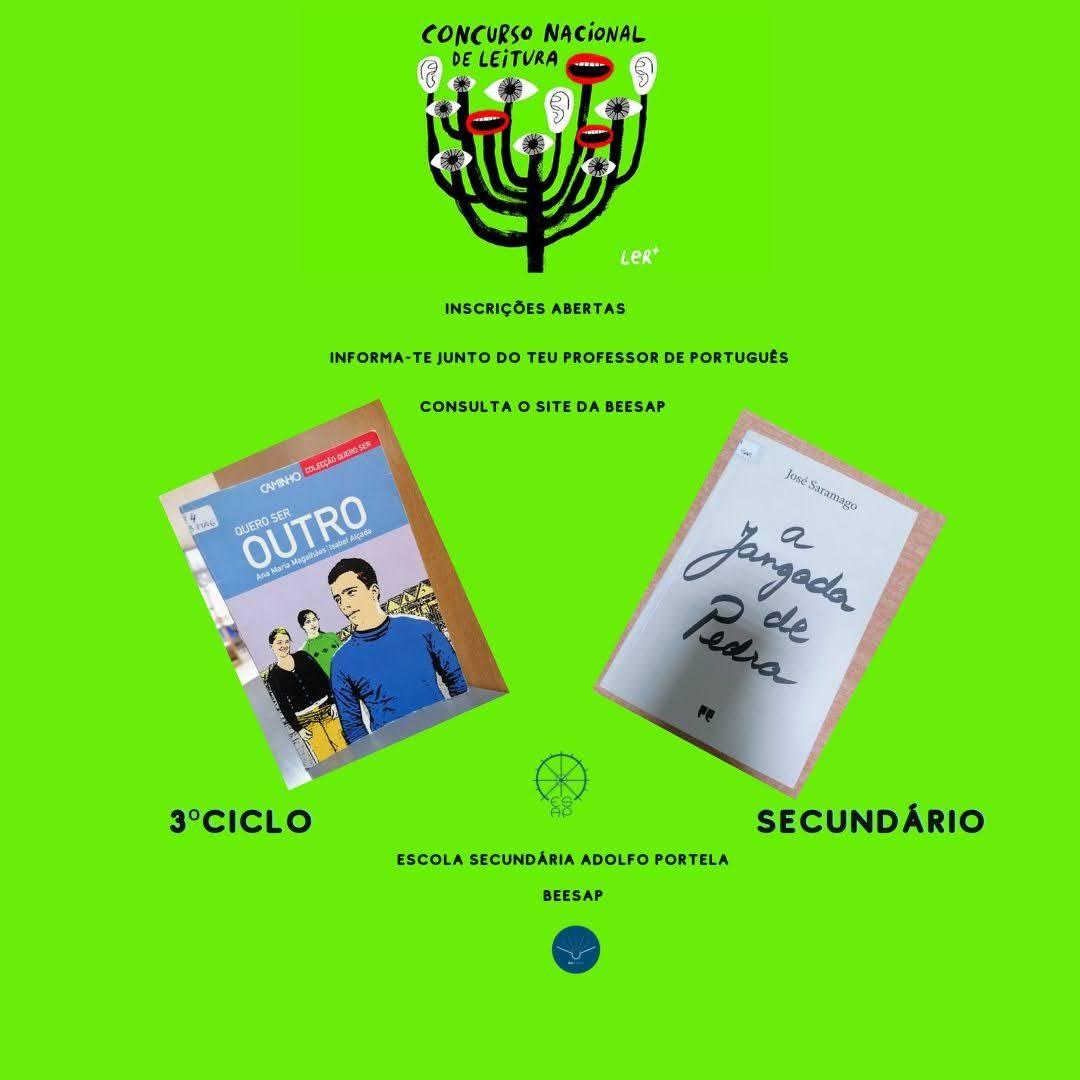 CONCURSO NACIONAL
DE LEITURA
LER+
INSCRIÇÕES ABERTAS
INFORMA-TE JUNTO DO TEU PROFESSOR DE PORTUGUÊS
CONSULTA O SITE DA BEESAP
CAMINHO
COLECÇÃO QUERO SER
QUERO SER
OUTRO
Ana Maria Magalhães Isabel Alçada
José Saramago
a
Jangada
de
Pedra
3ºCICLO
SECUNDÁRIO
ES
AP
ESCOLA SECUNDÁRIA ADOLFO PORTELA
BEESAP